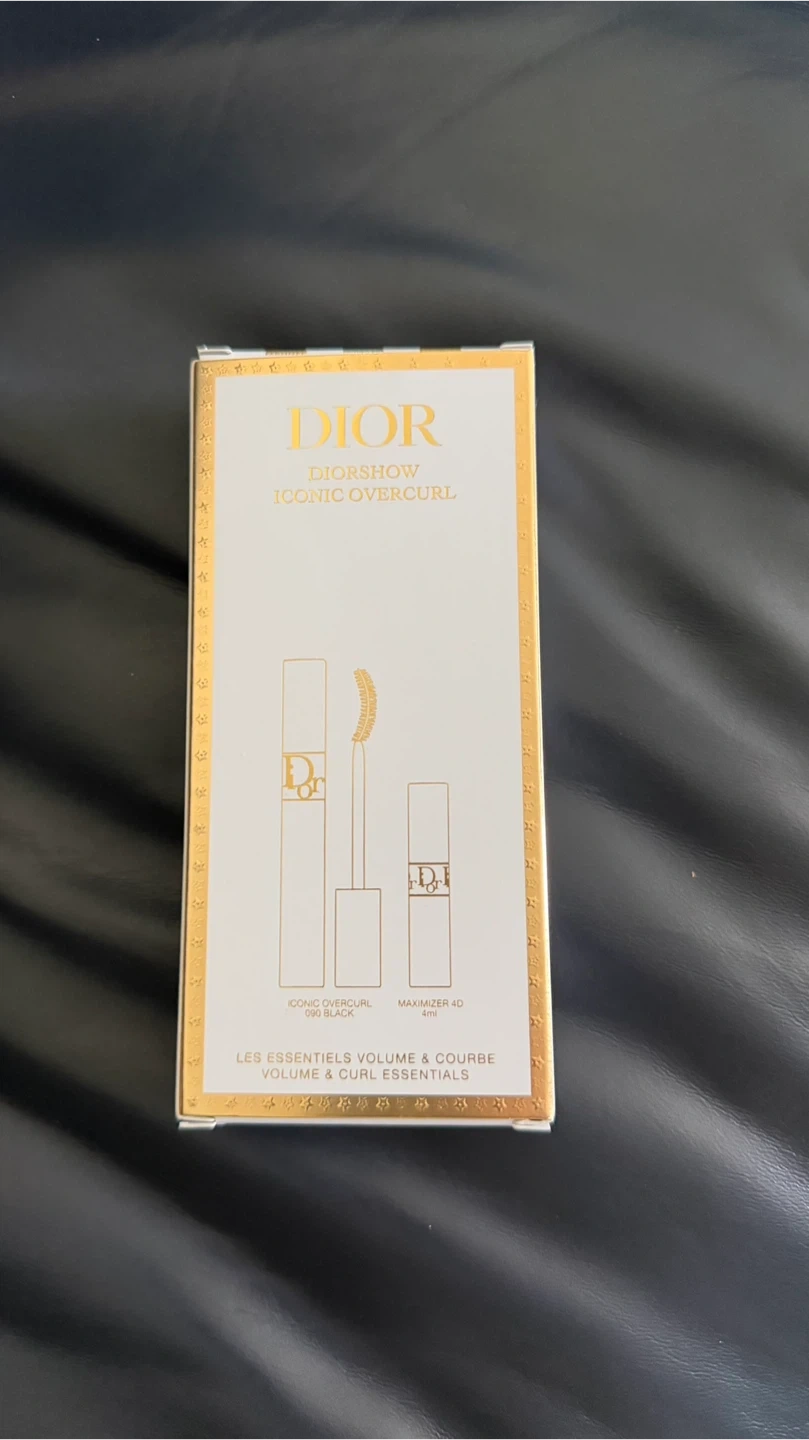 DIOR
DIORSHOW
ICONIC OVERCURL
Dior
Dior
ICONIC OVERCURL
090 BLACK
MAXIMIZER 4D
4ml
LES ESSENTIELS VOLUME & COURBE
VOLUME & CURL ESSENTIALS